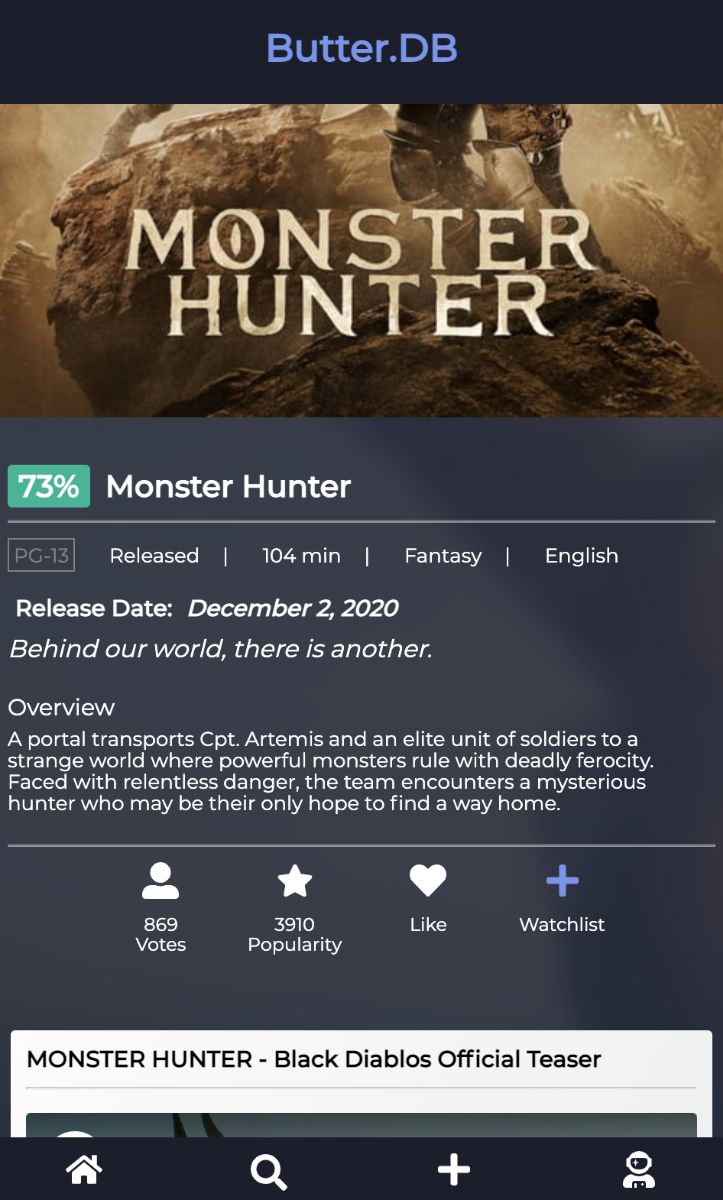 Butter.DB
MONSTER
HUNTER
73% Monster Hunter
PG-13 Released | 104 min | Fantasy | English
Release Date: December 2, 2020
Behind our world, there is another.
Overview
A portal transports Cpt. Artemis and an elite unit of soldiers to a
strange world where powerful monsters rule with deadly ferocity.
Faced with relentless danger, the team encounters a mysterious
hunter who may be their only hope to find a way home.
869 3910 Like Watchlist
Votes Popularity
MONSTER HUNTER - Black Diablos Official Teaser